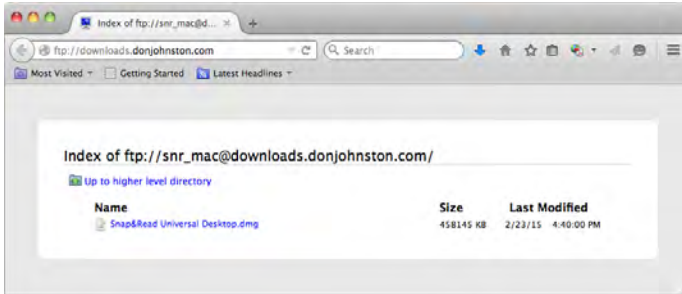 Index of ftp://snr_mac@d...
ftp://downloads.donjohnston.com
Search
Most Visited
Getting Started
Latest Headlines
Index of ftp://snr_mac@downloads.donjohnston.com/
Up to higher level directory
Name Size Last Modified
Snap&Read Universal Desktop.dmg 458145 KB 2/23/15 4:40:00 PM